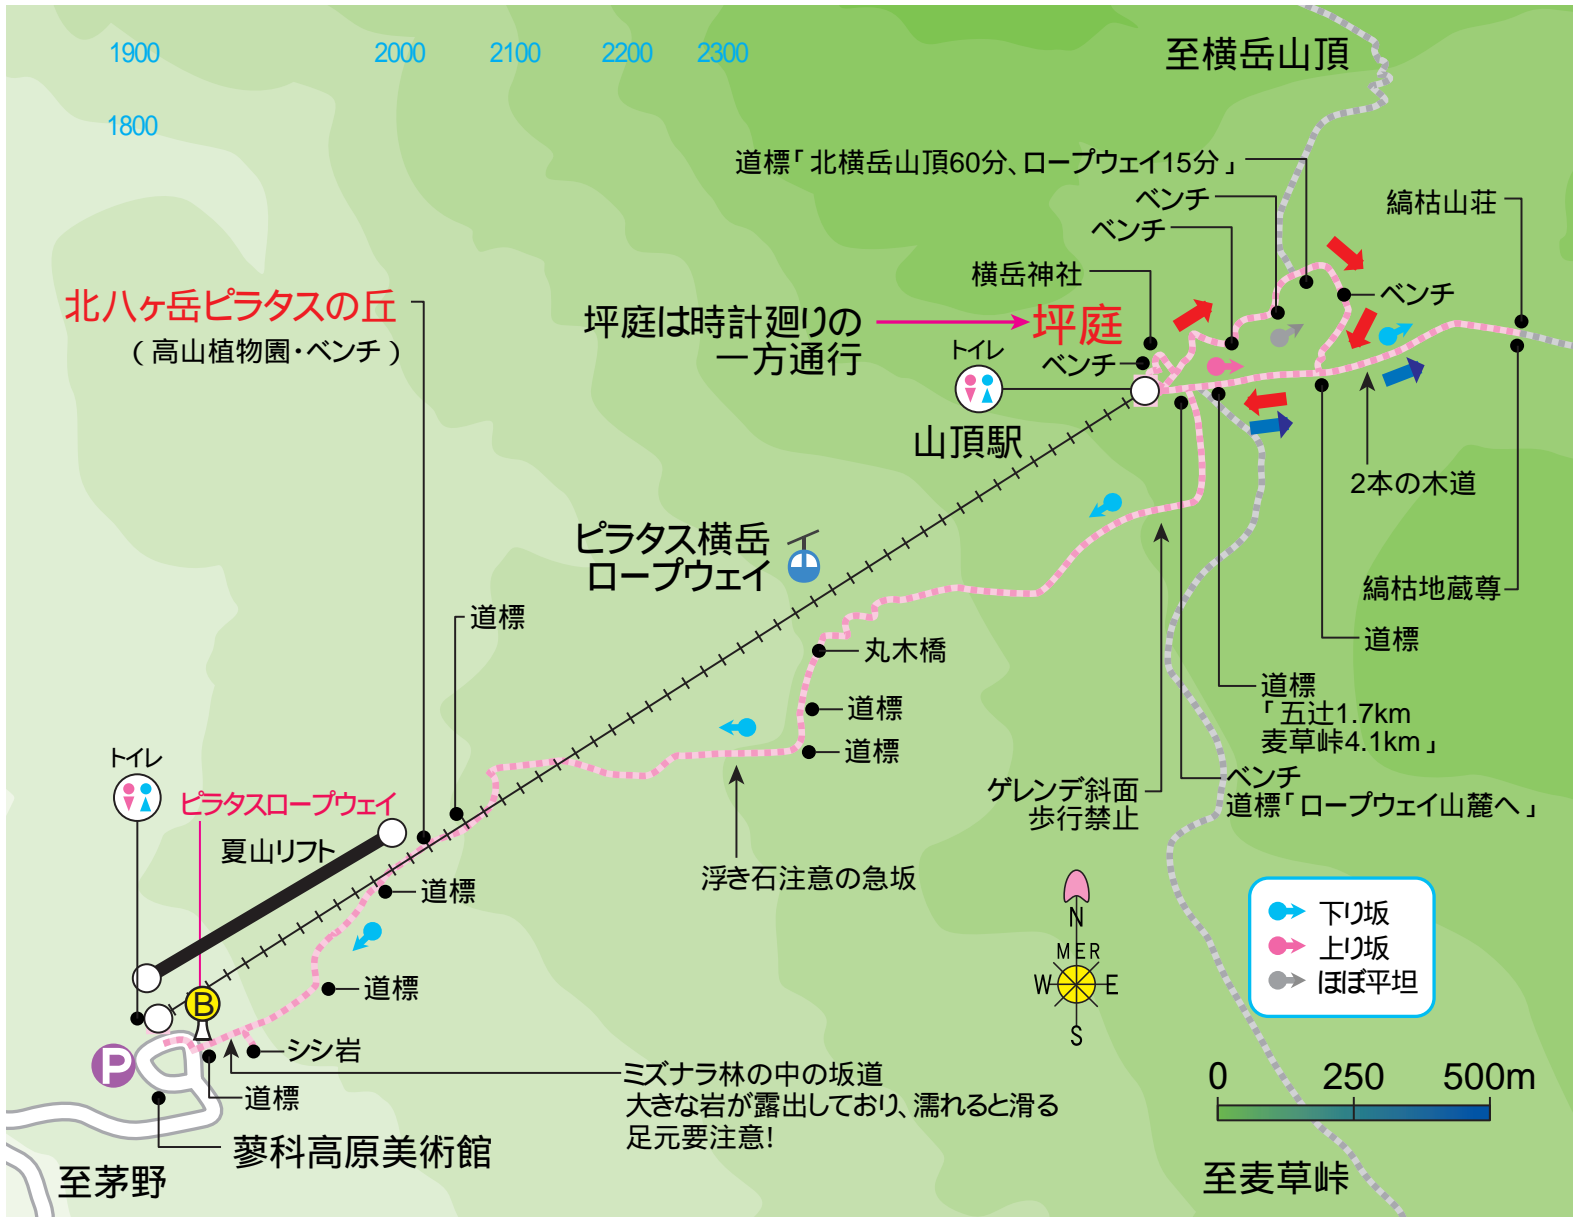 1900
2000
2100
2200
2300
1800
至横岳山頂
道標「北横岳山頂60分、ロープウェイ15分」
ベンチ
ベンチ
縞枯山荘
横岳神社
ベンチ
北八ヶ岳ピラタスの丘
(高山植物園・ベンチ)
坪庭は時計廻りの
一方通行
坪庭
トイレ
ベンチ
山頂駅
2本の木道
ピラタス横岳
ロープウェイ
縞枯地蔵尊
道標
道標
丸木橋
道標
「五辻1.7km
麦草峠4.1km」
道標
道標
トイレ
ピラタスロープウェイ
夏山リフト
ゲレンデ斜面
歩行禁止
ベンチ
道標「ロープウェイ山麓へ」
浮き石注意の急坂
道標
道標
N
MER
W
E
S
下り坂
上り坂
ほぼ平坦
B
P
シシ岩
道標
ミズナラ林の中の坂道
大きな岩が露出しており、濡れると滑る
足元要注意!
0
250
500m
蓼科高原美術館
至茅野
至麦草峠